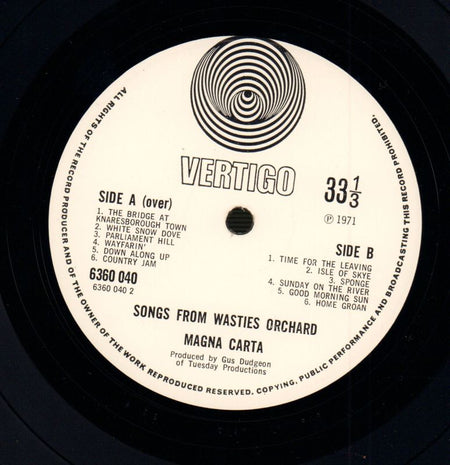 VERTIGO
33 1/3
SIDE A (over)
1. THE BRIDGE AT
KNARESBOROUGH TOWN
2. WHITE SNOW DOVE
3. PARLIAMENT HILL
4. WAYFARIN'
5. DOWN ALONG UP
6. COUNTRY JAM
6360 040
6360 040 2
℗ 1971
SIDE B
1. TIME FOR THE LEAVING
2. ISLE OF SKYE
3. SPONGE
4. SUNDAY ON THE RIVER
5. GOOD MORNING SUN
6. HOME GROAN
SONGS FROM WASTIES ORCHARD
MAGNA CARTA
Produced by Gus Dudgeon
of Tuesday Productions
ALL RIGHTS OF THE RECORD PRODUCER AND OF THE OWNER OF THE WORK REPRODUCED RESERVED. COPYING, PUBLIC PERFORMANCE AND BROADCASTING THIS RECORD PROHIBITED.